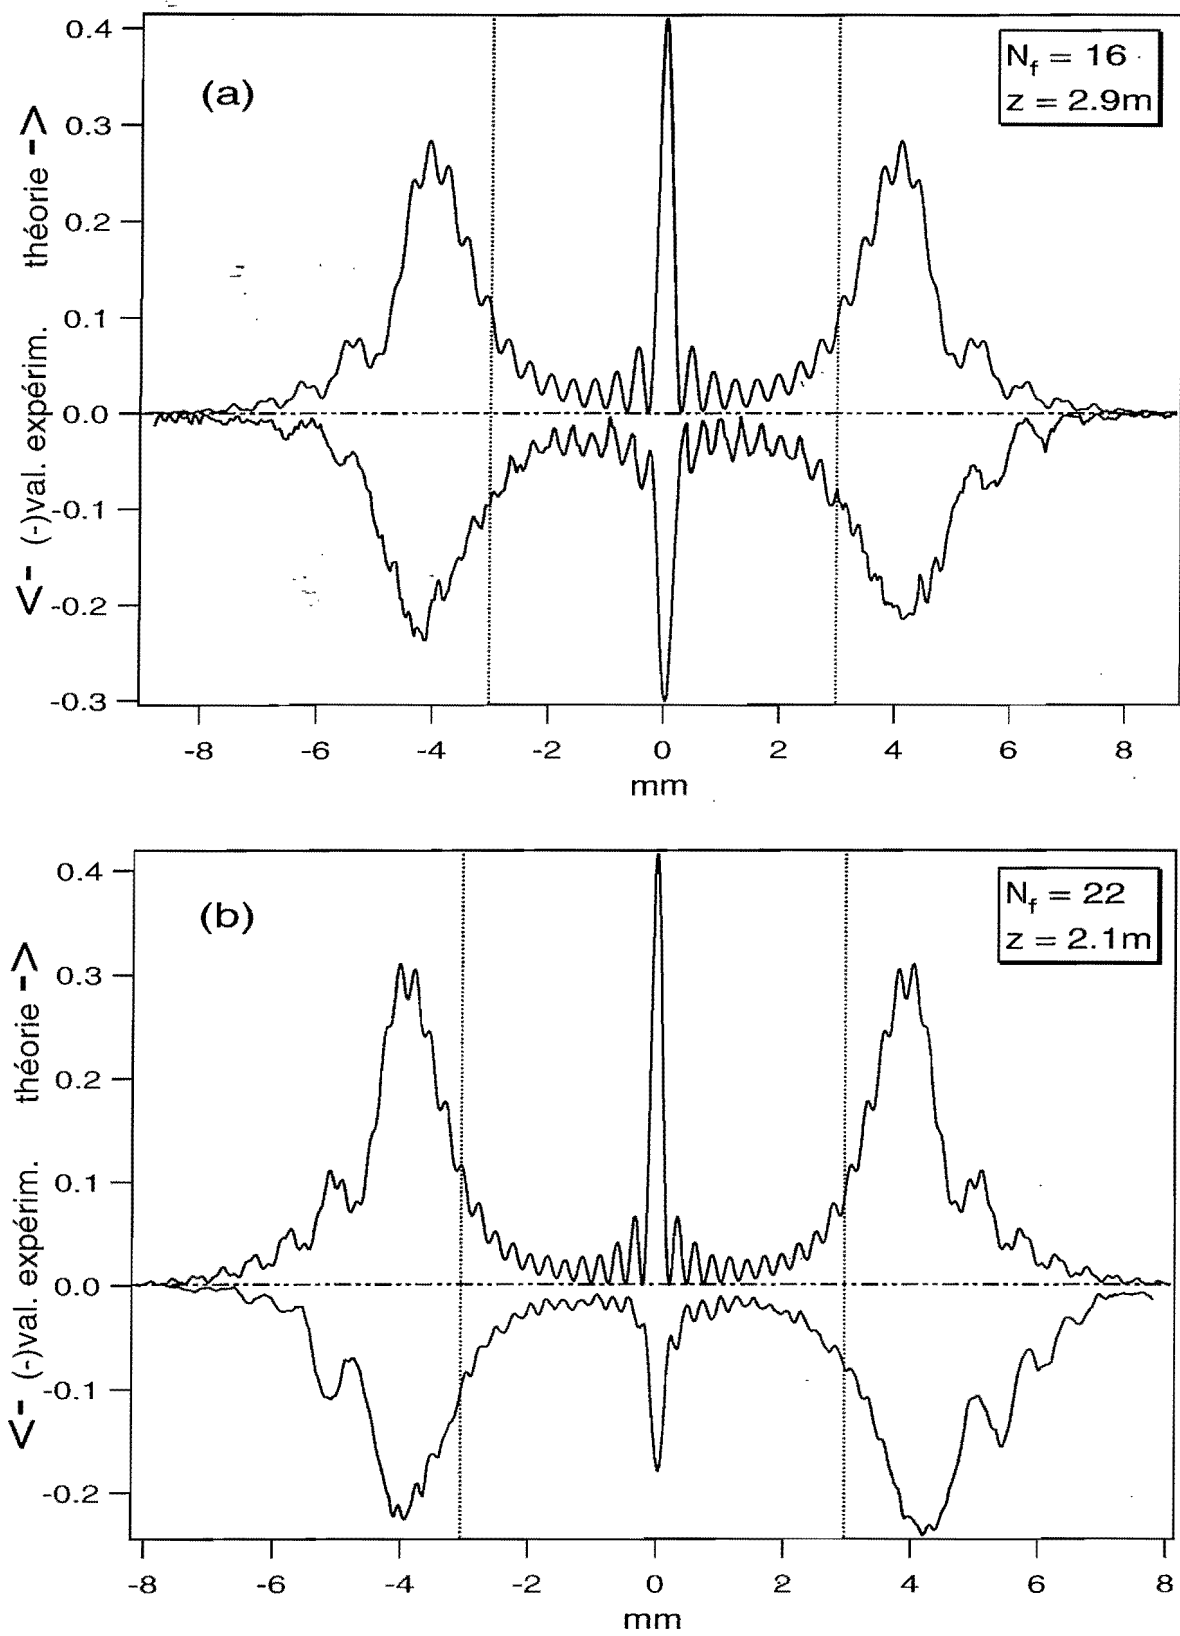 (a)
N_f = 16
z = 2.9m
<- (-)val. expérim. théorie ->
0.4
0.3
0.2
0.1
0.0
-0.1
-0.2
-0.3
-8 -6 -4 -2 0 2 4 6 8
mm
(b)
N_f = 22
z = 2.1m
<- (-)val. expérim. théorie ->
0.4
0.3
0.2
0.1
0.0
-0.1
-0.2
-8 -6 -4 -2 0 2 4 6 8
mm